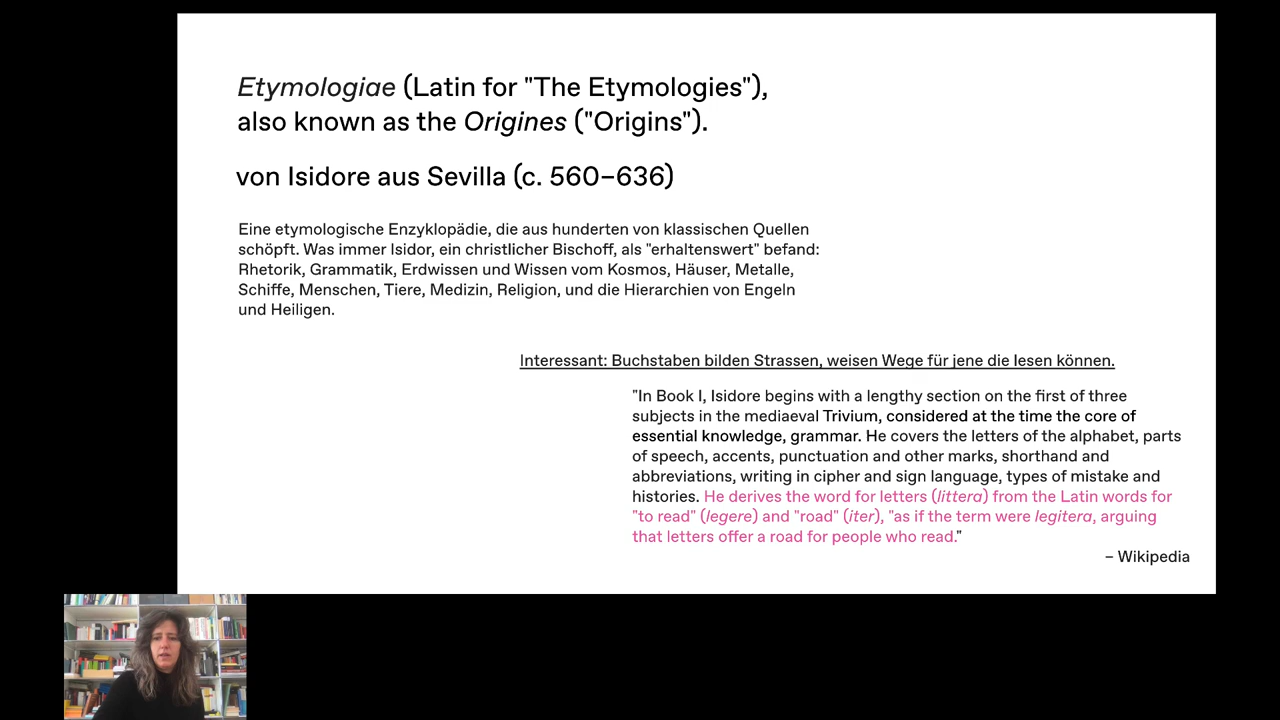 Etymologiae (Latin for "The Etymologies"),
also known as the Origines ("Origins").
von Isidore aus Sevilla (c. 560–636)
Eine etymologische Enzyklopädie, die aus hunderten von klassischen Quellen
schöpft. Was immer Isidor, ein christlicher Bischoff, als "erhaltenswert" befand:
Rhetorik, Grammatik, Erdwissen und Wissen vom Kosmos, Häuser, Metalle,
Schiffe, Menschen, Tiere, Medizin, Religion, und die Hierarchien von Engeln
und Heiligen.
Interessant: Buchstaben bilden Strassen, weisen Wege für jene die lesen können.
"In Book I, Isidore begins with a lengthy section on the first of three
subjects in the mediaeval Trivium, considered at the time the core of
essential knowledge, grammar. He covers the letters of the alphabet, parts
of speech, accents, punctuation and other marks, shorthand and
abbreviations, writing in cipher and sign language, types of mistake and
histories. He derives the word for letters (littera) from the Latin words for
"to read" (legere) and "road" (iter), "as if the term were legitera, arguing
that letters offer a road for people who read."
– Wikipedia